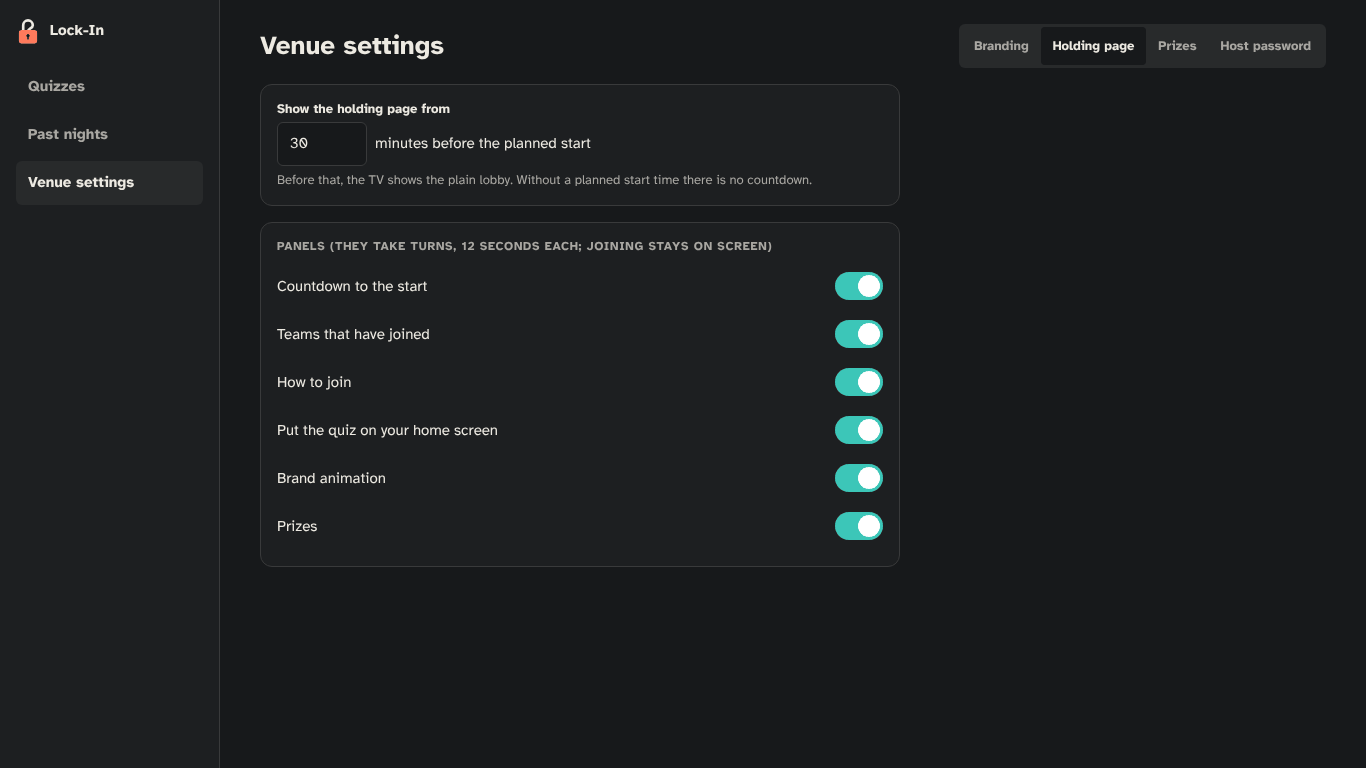 Lock-In
Quizzes
Past nights
Venue settings
Venue settings
Branding
Holding page
Prizes
Host password
Show the holding page from
30
minutes before the planned start
Before that, the TV shows the plain lobby. Without a planned start time there is no countdown.
PANELS (THEY TAKE TURNS, 12 SECONDS EACH; JOINING STAYS ON SCREEN)
Countdown to the start
Teams that have joined
How to join
Put the quiz on your home screen
Brand animation
Prizes